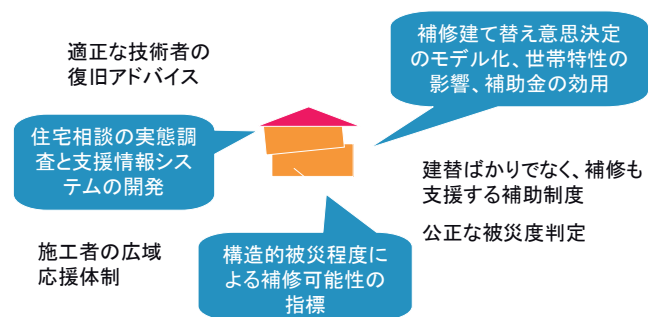 適正な技術者の
復旧アドバイス
補修建て替え意思決定
のモデル化、世帯特性の
影響、補助金の効用
住宅相談の実態調
査と支援情報シス
テムの開発
建替ばかりでなく、補修も
支援する補助制度
公正な被災度判定
施工者の広域
応援体制
構造的被災程度に
よる補修可能性の
指標